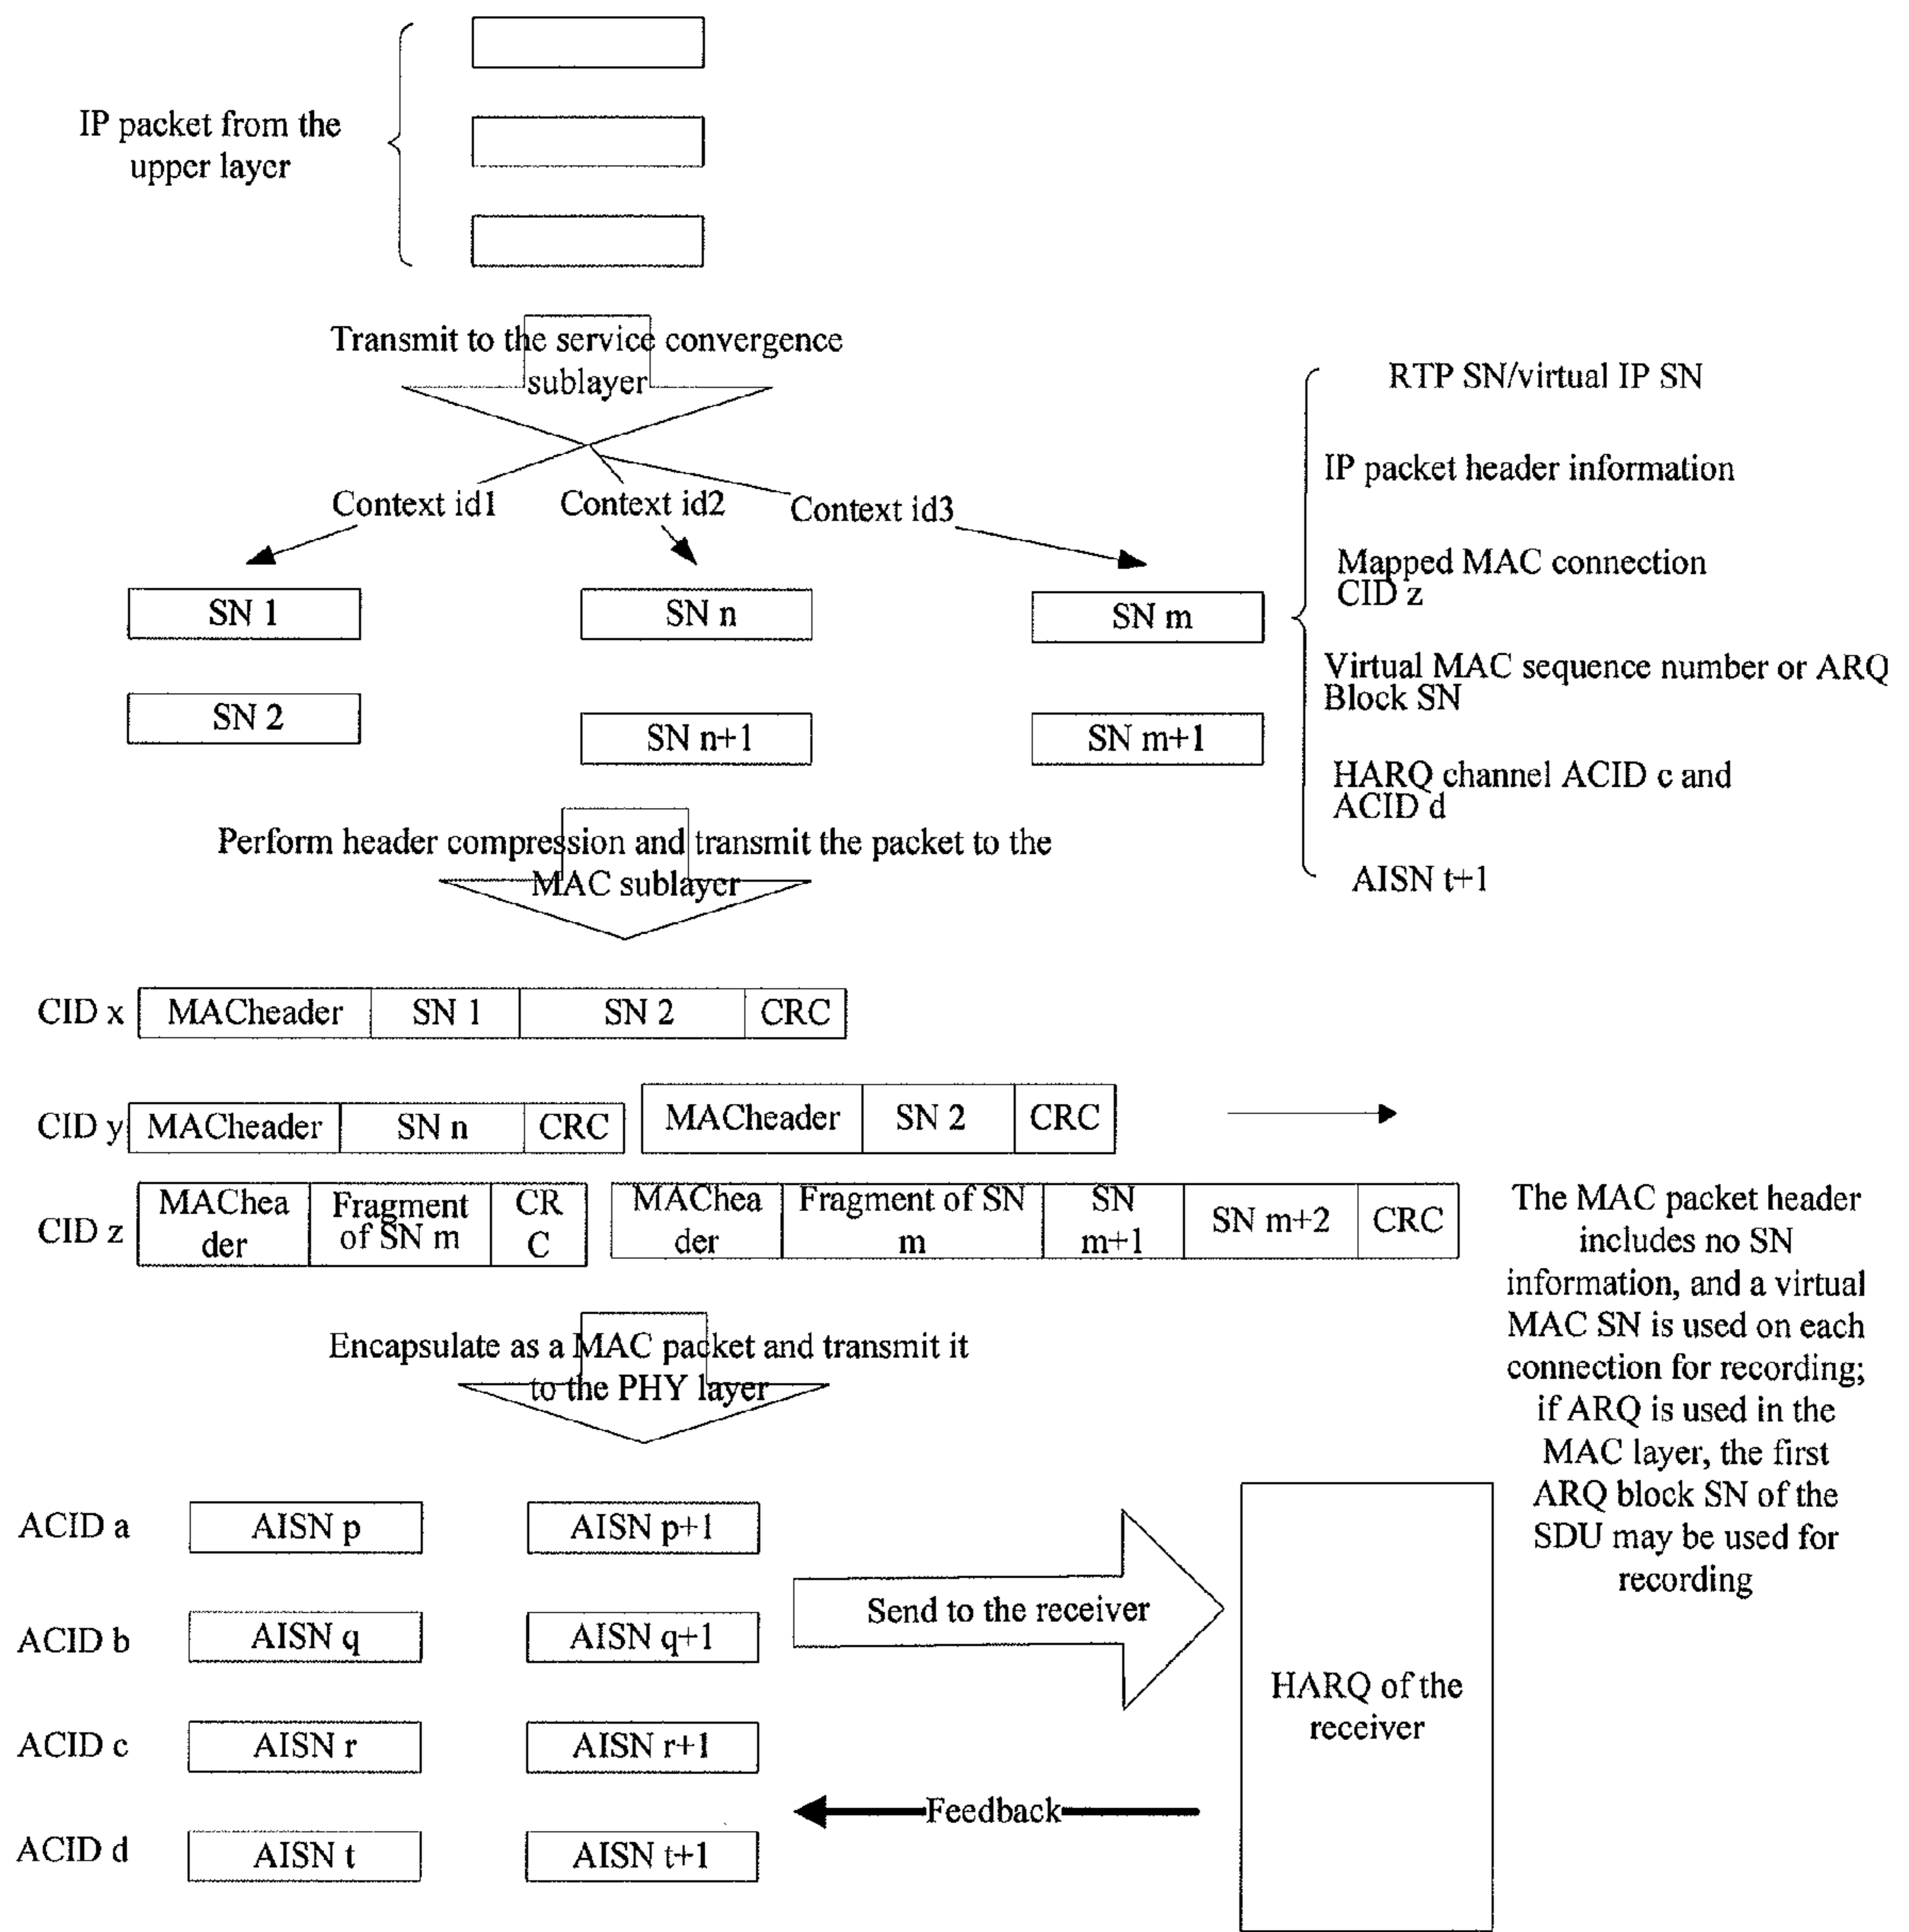 IP packet from the
upper layer
Transmit to the service convergence
sublayer
Context id1
Context id2
Context id3
SN 1
SN n
SN m
SN 2
SN n+1
SN m+1
RTP SN/virtual IP SN
IP packet header information
Mapped MAC connection
CID z
Virtual MAC sequence number or ARQ
Block SN
HARQ channel ACID c and
ACID d
AISN t+1
Perform header compression and transmit the packet to the
MAC sublayer
CID x MACheader SN 1 SN 2 CRC
CID y MACheader SN n CRC MACheader SN 2 CRC
CID z
MAChea
der
Fragment
of SN m
CR
C
MAChea
der
Fragment of SN
m
SN
m+1
SN m+2
CRC
The MAC packet header
includes no SN
information, and a virtual
MAC SN is used on each
connection for recording;
if ARQ is used in the
MAC layer, the first
ARQ block SN of the
SDU may be used for
recording
Encapsulate as a MAC packet and transmit it
to the PHY layer
ACID a AISN p AISN p+1
ACID b AISN q AISN q+1
ACID c AISN r AISN r+1
ACID d AISN t AISN t+1
Send to the receiver
Feedback
HARQ of the
receiver